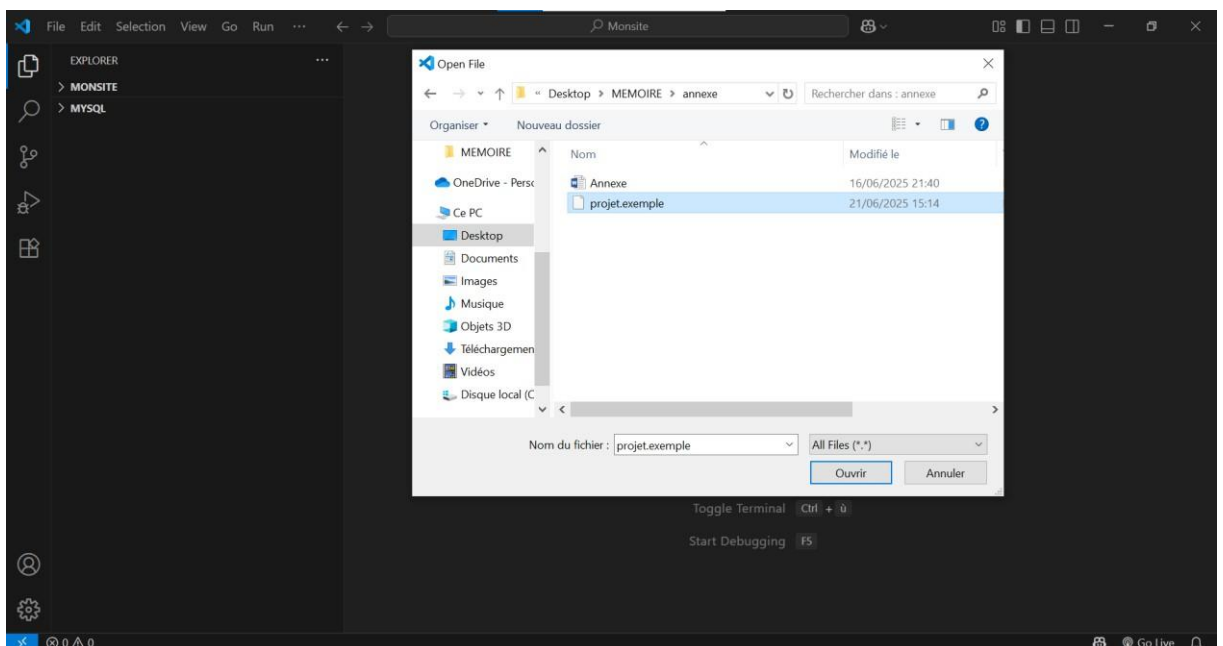 File Edit Selection View Go Run ··· Monsite
EXPLORER ···
MONSITE
MYSQL
Open File
« Desktop > MEMOIRE > annexe Rechercher dans : annexe
Organiser Nouveau dossier
MEMOIRE
OneDrive - Perso
Ce PC
Desktop
Documents
Images
Musique
Objets 3D
Téléchargemen
Vidéos
Disque local (C
Nom Modifié le
Annexe 16/06/2025 21:40
projet.exemple 21/06/2025 15:14
Nom du fichier : projet.exemple All Files (*.*)
Ouvrir Annuler
Toggle Terminal Ctrl + ù
Start Debugging F5
0 0 Go Live